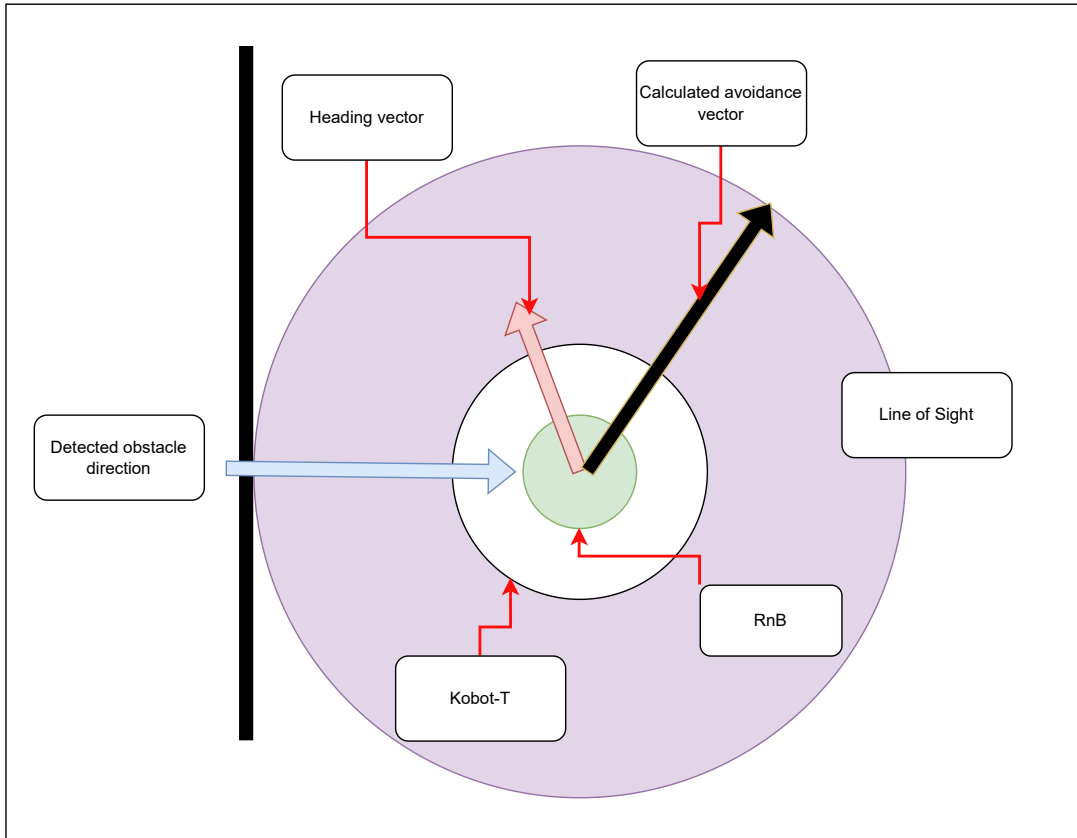 Heading vector
Calculated avoidance
vector
Line of Sight
Detected obstacle
direction
RnB
Kobot-T